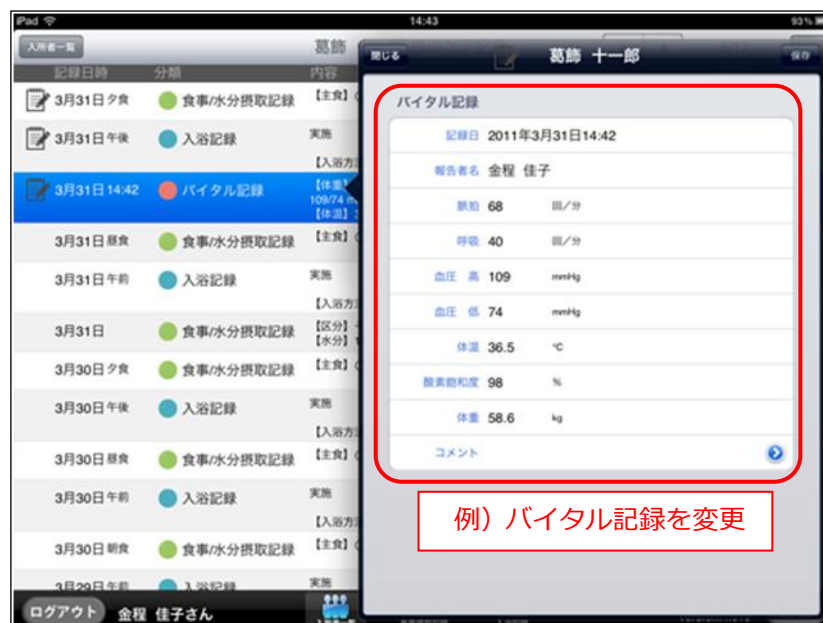 iPad
14:43
93%
入所者一覧
葛飾
記録日時 分類 内容
3月31日夕食 食事/水分摂取記録 【主食】
3月31日午後 入浴記録 実施
【入浴方
3月31日14:42 バイタル記録 【体重】
109/74
【体温】
3月31日昼食 食事/水分摂取記録 【主食】
3月31日午前 入浴記録 実施
【入浴方
3月31日 食事/水分摂取記録 【区分】
【水分】
3月30日夕食 食事/水分摂取記録 【主食】
3月30日午後 入浴記録 実施
【入浴方
3月30日昼食 食事/水分摂取記録 【主食】
3月30日午前 入浴記録 実施
【入浴方
3月30日朝食 食事/水分摂取記録 【主食】
3月29日午前 入浴記録 実施
ログアウト 金程 佳子さん
入所者一覧
閉じる 葛飾 十一郎 保存
バイタル記録
記録日 2011年3月31日14:42
報告者名 金程 佳子
脈拍 68 回/分
呼吸 40 回/分
血圧 高 109 mmHg
血圧 低 74 mmHg
体温 36.5 ℃
酸素飽和度 98 %
体重 58.6 kg
コメント
例）バイタル記録を変更